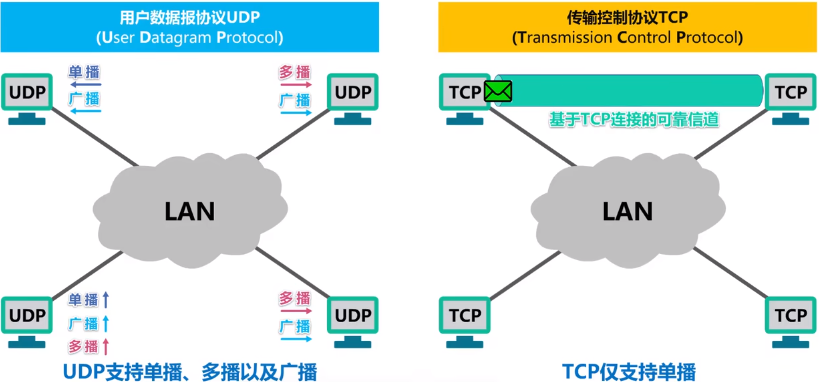 用户数据报协议UDP
(User Datagram Protocol)
单播
广播
UDP
多播
广播
UDP
LAN
UDP
单播
广播
多播
多播
广播
UDP
UDP支持单播、多播以及广播
传输控制协议TCP
(Transmission Control Protocol)
TCP
TCP
基于TCP连接的可靠信道
LAN
TCP
TCP
TCP仅支持单播